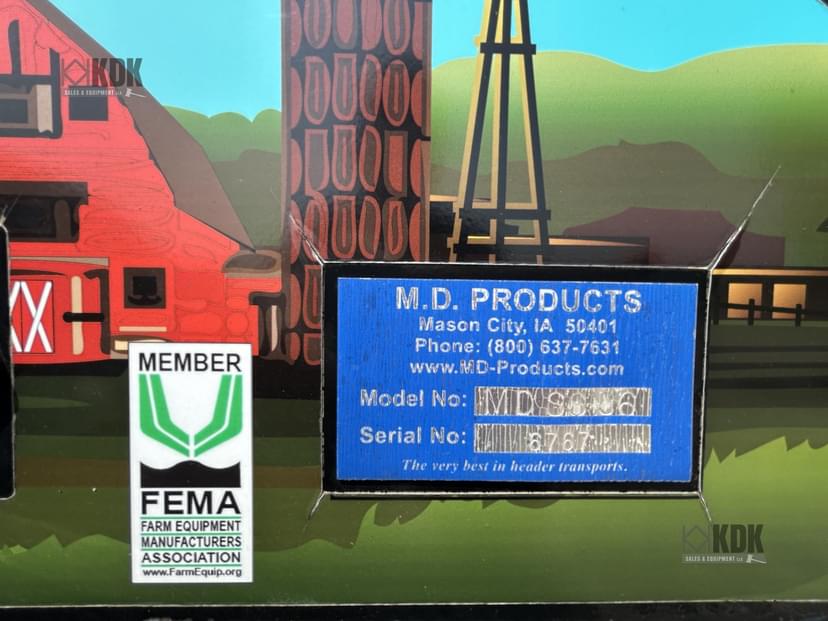 KDK
SALES & EQUIPMENT LLC
M.D. PRODUCTS
Mason City, IA 50401
Phone: (800) 637-7631
www.MD-Products.com
Model No: MD
Serial No: 6767
The very best in header transports.
MEMBER
FEMA
FARM EQUIPMENT
MANUFACTURERS
ASSOCIATION
www.FarmEquip.org
KDK
SALES & EQUIPMENT LLC